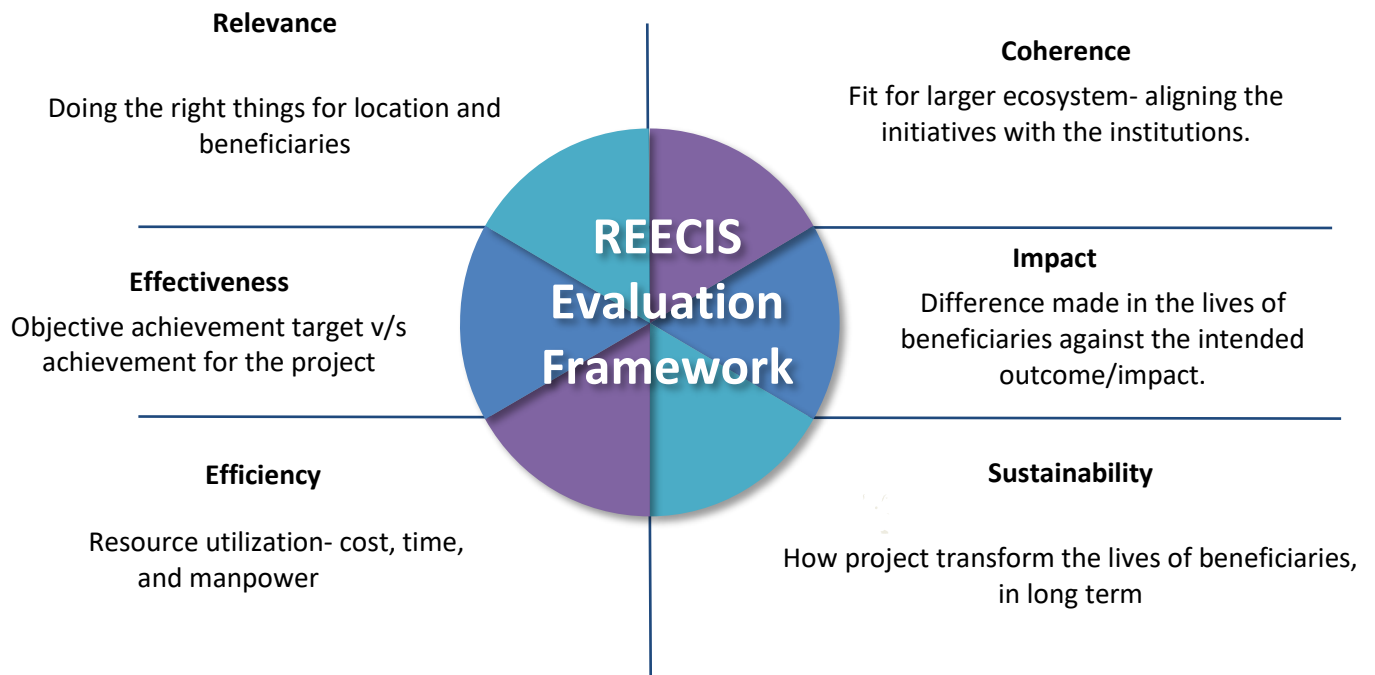 Relevance
Doing the right things for location and
beneficiaries
Effectiveness
Objective achievement target v/s
achievement for the project
Efficiency
Resource utilization- cost, time,
and manpower
REECIS
Evaluation
Framework
Coherence
Fit for larger ecosystem- aligning the
initiatives with the institutions.
Impact
Difference made in the lives of
beneficiaries against the intended
outcome/impact.
Sustainability
How project transform the lives of beneficiaries,
in long term